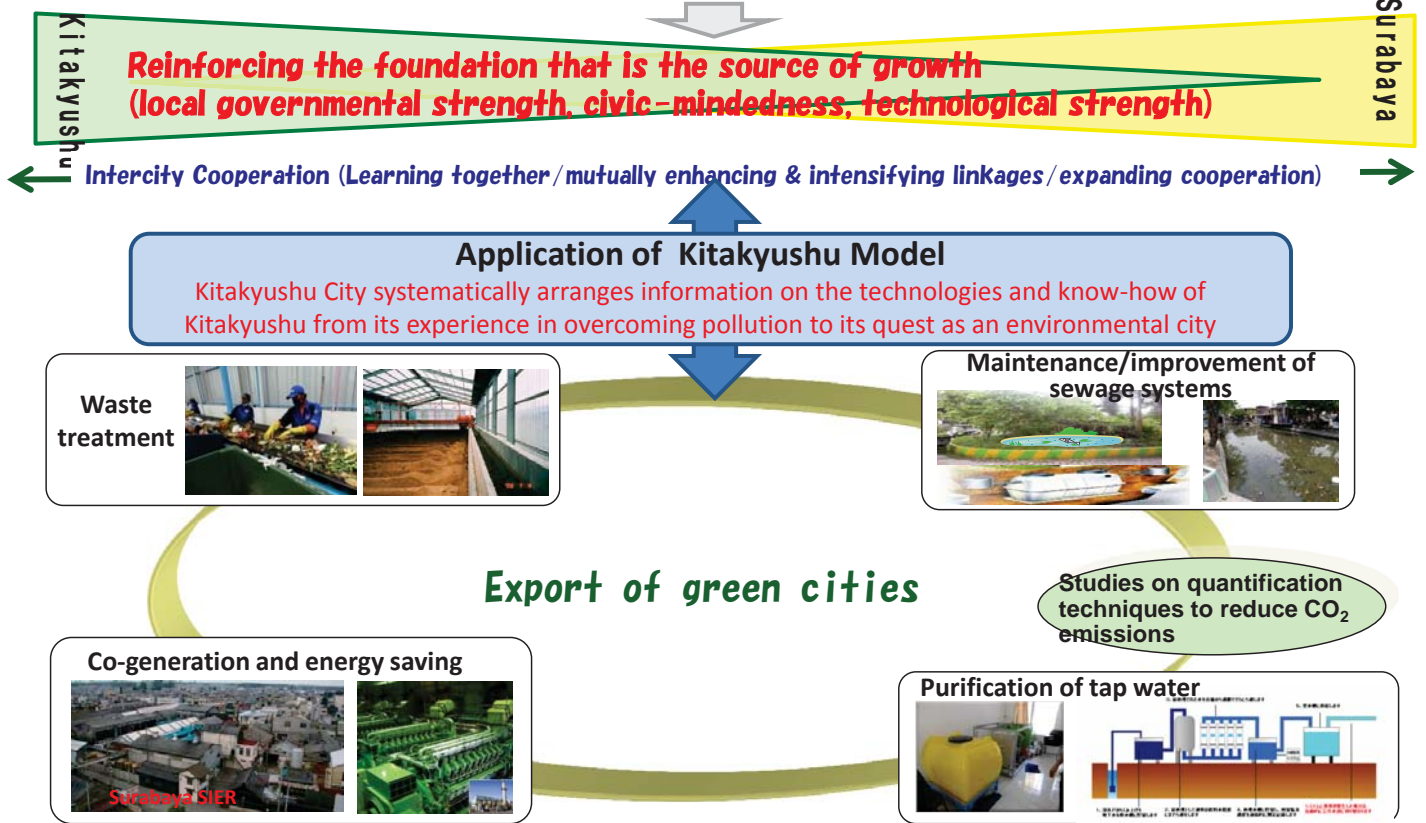 Kitakyushu
Surabaya
Reinforcing the foundation that is the source of growth
(local governmental strength, civic-mindedness, technological strength)
Intercity Cooperation (Learning together/mutually enhancing & intensifying linkages/expanding cooperation)
Application of Kitakyushu Model
Kitakyushu City systematically arranges information on the technologies and know-how of
Kitakyushu from its experience in overcoming pollution to its quest as an environmental city
Waste
treatment
Maintenance/improvement of
sewage systems
Export of green cities
Studies on quantification
techniques to reduce CO₂
emissions
Co-generation and energy saving
Surabaya SIER
Purification of tap water